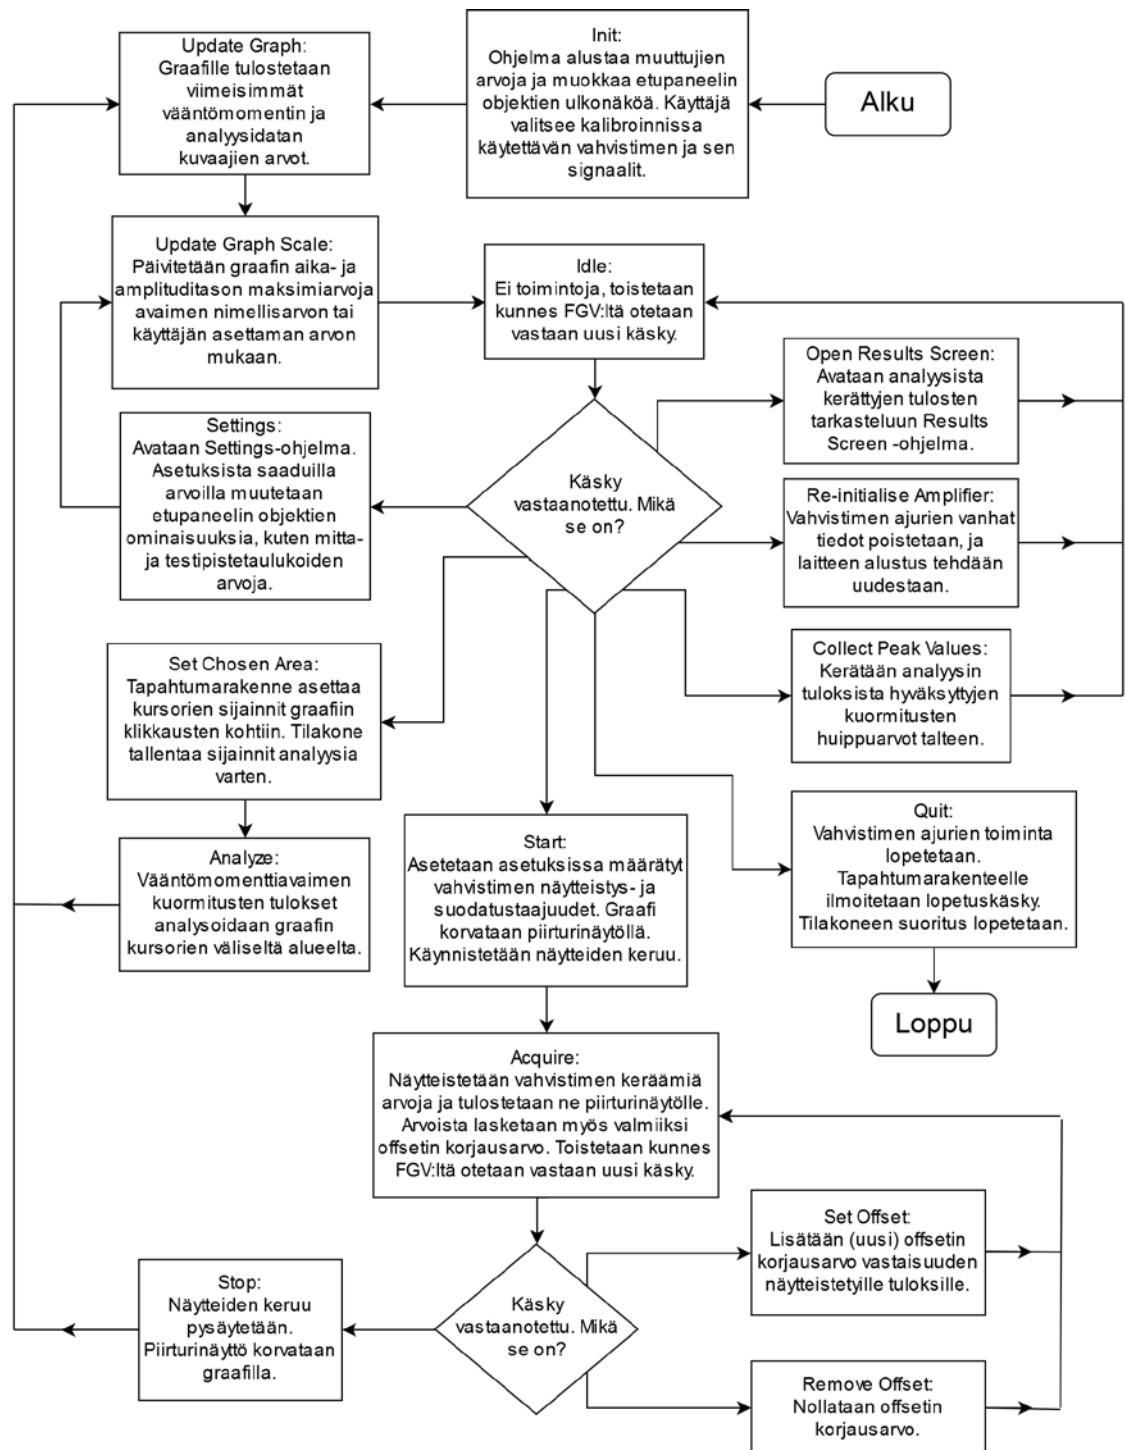 Update Graph:
Graafille tulostetaan
viimeisimmät
vääntömomentin ja
analyysidatan
kuvaajien arvot.
Init:
Ohjelma alustaa muuttujien
arvoja ja muokkaa etupaneelin
objektien ulkonäköä. Käyttäjä
valitsee kalibroinnissa
käytettävän vahvistimen ja sen
signaalit.
Alku
Update Graph Scale:
Päivitetään graafin aika- ja
amplituditason maksimiarvoja
avaimen nimellisarvon tai
käyttäjän asettaman arvon
mukaan.
Idle:
Ei toimintoja, toistetaan
kunnes FGV:ltä otetaan
vastaan uusi käsky.
Open Results Screen:
Avataan analyysista
kerättyjen tulosten
tarkasteluun Results
Screen -ohjelma.
Settings:
Avataan Settings-ohjelma.
Asetuksista saaduilla
arvoilla muutetaan
etupaneelin objektien
ominaisuuksia, kuten mitta-
ja testipistetaulukoiden
arvoja.
Käsky
vastaanotettu. Mikä
se on?
Re-initialise Amplifier:
Vahvistimen ajurien vanhat
tiedot poistetaan, ja
laitteen alustus tehdään
uudestaan.
Set Chosen Area:
Tapahtumarakenne asettaa
kursorien sijainnit graafiin
klikkausten kohtiin. Tilakone
tallentaa sijainnit analyysia
varten.
Collect Peak Values:
Kerätään analyysin
tuloksista hyväksyttyjen
kuormitusten
huippuarvot talteen.
Analyze:
Vääntömomenttiavaimen
kuormitusten tulokset
analysoidaan graafin
kursorien väliseltä alueelta.
Start:
Asetetaan asetuksissa määrätyt
vahvistimen näytteistys- ja
suodatustaajuudet. Graafi
korvataan piirturinäytöllä.
Käynnistetään näytteiden keruu.
Quit:
Vahvistimen ajurien toiminta
lopetetaan.
Tapahtumarakenteelle
ilmoitetaan lopetuskäsky.
Tilakoneen suoritus lopetetaan.
Loppu
Acquire:
Näytteistetään vahvistimen keräämiä
arvoja ja tulostetaan ne piirturinäytölle.
Arvoista lasketaan myös valmiiksi
offsetin korjausarvo. Toistetaan kunnes
FGV:ltä otetaan vastaan uusi käsky.
Set Offset:
Lisätään (uusi) offsetin
korjausarvo vastaisuuden
näytteistetyille tuloksille.
Stop:
Näytteiden keruu
pysäytetään.
Piirturinäyttö korvataan
graafilla.
Käsky
vastaanotettu. Mikä
se on?
Remove Offset:
Nollataan offsetin
korjausarvo.